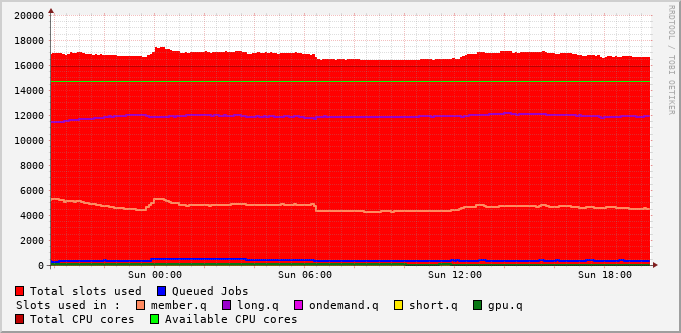 20000
18000
16000
14000
12000
10000
8000
6000
4000
2000
0
Sun 00:00 Sun 06:00 Sun 12:00 Sun 18:00
RRDTOOL / TOBI OETIKER
Total slots used Queued Jobs
Slots used in : member.q long.q ondemand.q short.q gpu.q
Total CPU cores Available CPU cores